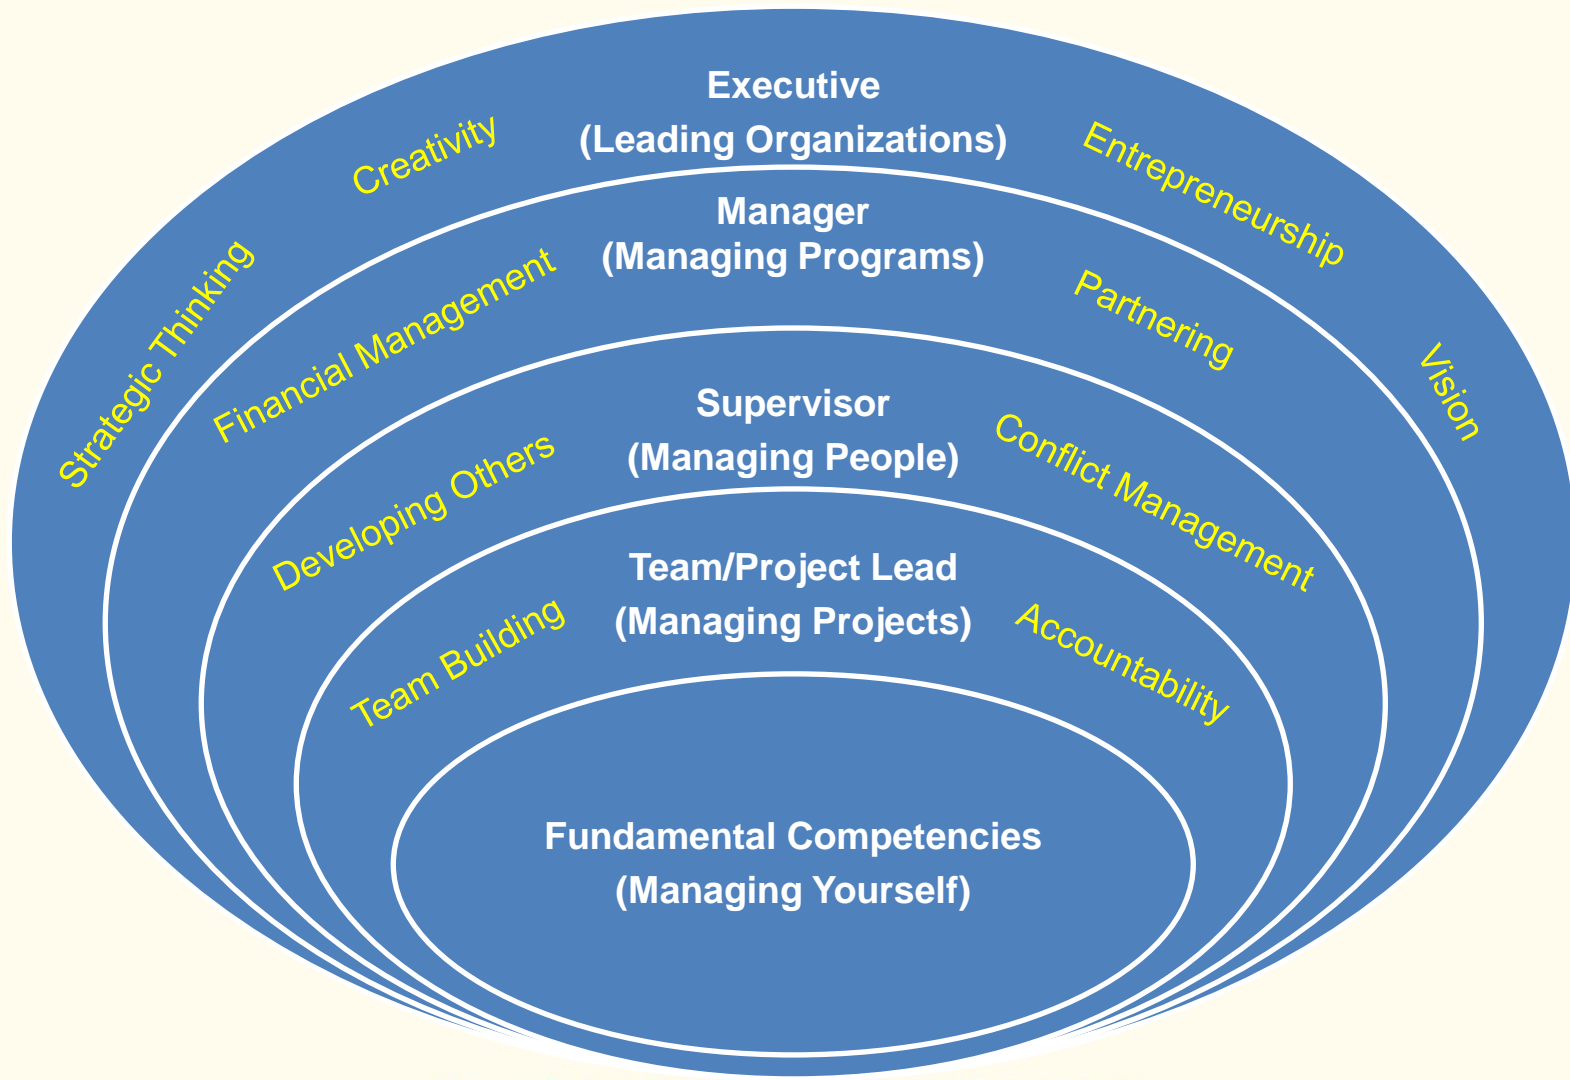 Executive
(Leading Organizations)
Creativity
Entrepreneurship
Strategic Thinking
Vision
Manager
(Managing Programs)
Financial Management
Partnering
Supervisor
(Managing People)
Developing Others
Conflict Management
Team/Project Lead
(Managing Projects)
Team Building
Accountability
Fundamental Competencies
(Managing Yourself)